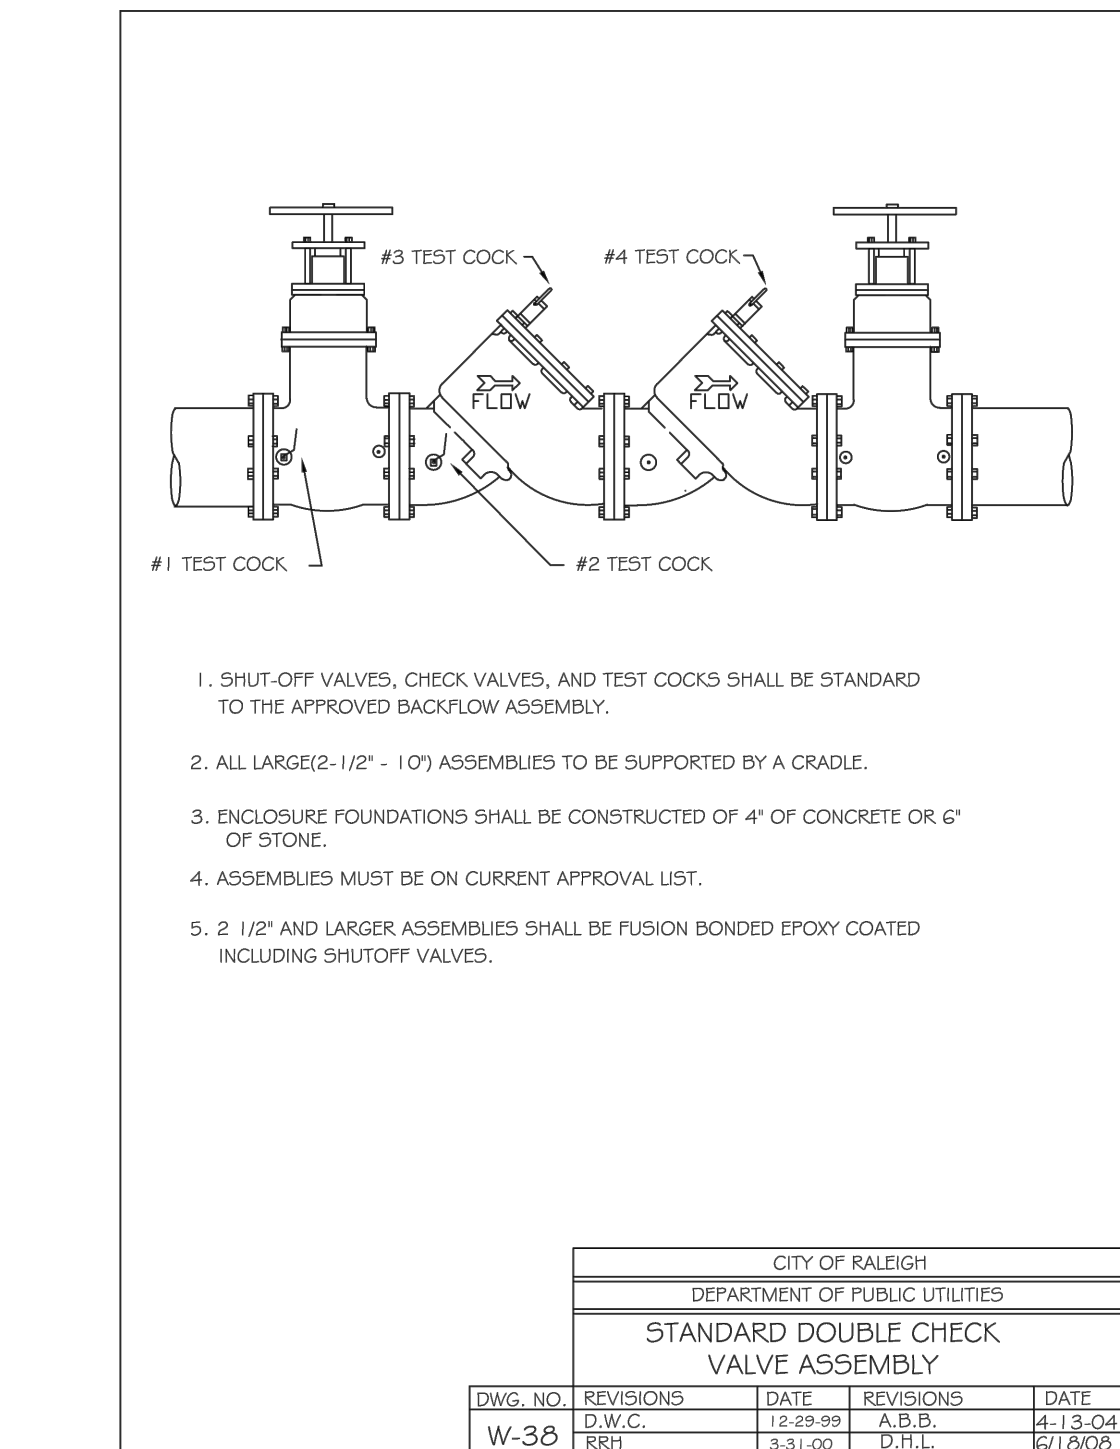 #3 TEST COCK
#4 TEST COCK
FLOW
FLOW
#1 TEST COCK
#2 TEST COCK
1. SHUT-OFF VALVES, CHECK VALVES, AND TEST COCKS SHALL BE STANDARD
TO THE APPROVED BACKFLOW ASSEMBLY.
2. ALL LARGE(2-1/2" - 10") ASSEMBLIES TO BE SUPPORTED BY A CRADLE.
3. ENCLOSURE FOUNDATIONS SHALL BE CONSTRUCTED OF 4" OF CONCRETE OR 6"
OF STONE.
4. ASSEMBLIES MUST BE ON CURRENT APPROVAL LIST.
5. 2 1/2" AND LARGER ASSEMBLIES SHALL BE FUSION BONDED EPOXY COATED
INCLUDING SHUTOFF VALVES.
CITY OF RALEIGH
DEPARTMENT OF PUBLIC UTILITIES
STANDARD DOUBLE CHECK
VALVE ASSEMBLY
DWG. NO. REVISIONS DATE REVISIONS DATE
D.W.C. 12-29-99 A.B.B. 4-13-04
W-38 RRH 3-31-00 D.H.L. 6/18/08